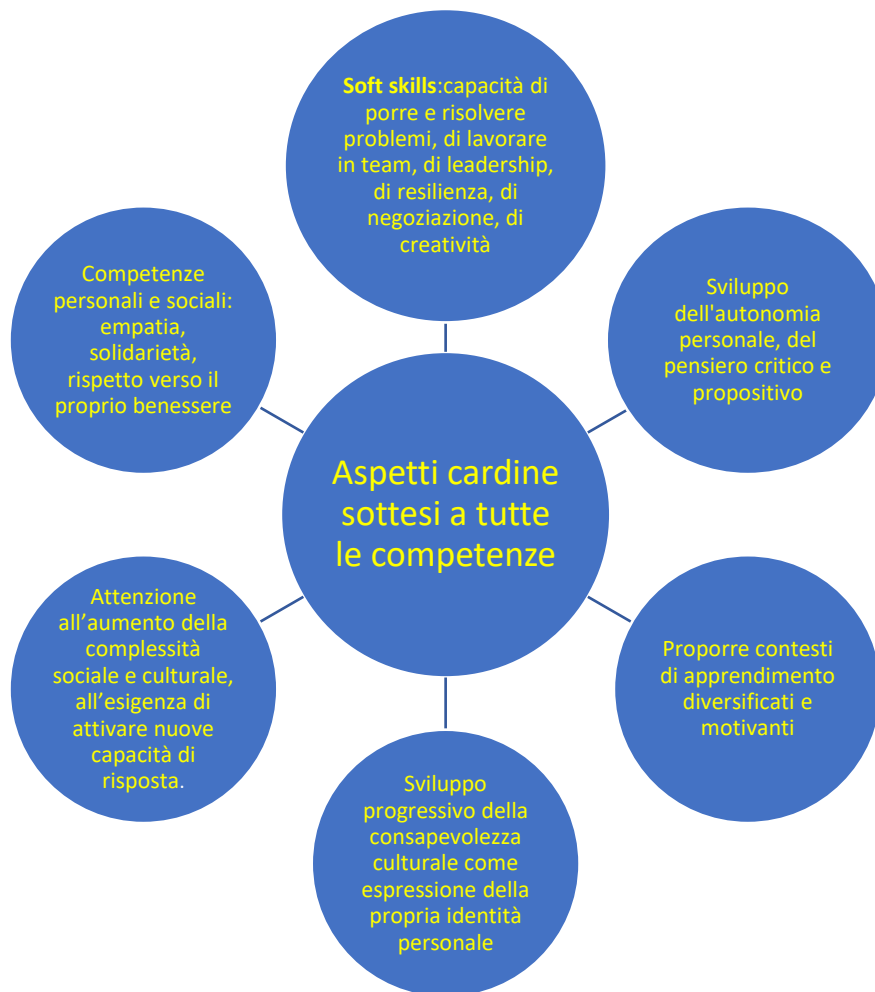 Soft skills:capacità di
porre e risolvere
problemi, di lavorare
in team, di leadership,
di resilienza, di
negoziazione, di
creatività
Competenze
personali e sociali:
empatia,
solidarietà,
rispetto verso il
proprio benessere
Sviluppo
dell'autonomia
personale, del
pensiero critico e
propositivo
Aspetti cardine
sottesi a tutte
le competenze
Attenzione
all’aumento della
complessità
sociale e culturale,
all’esigenza di
attivare nuove
capacità di
risposta.
Proporre contesti
di apprendimento
diversificati e
motivanti
Sviluppo
progressivo della
consapevolezza
culturale come
espressione della
propria identità
personale